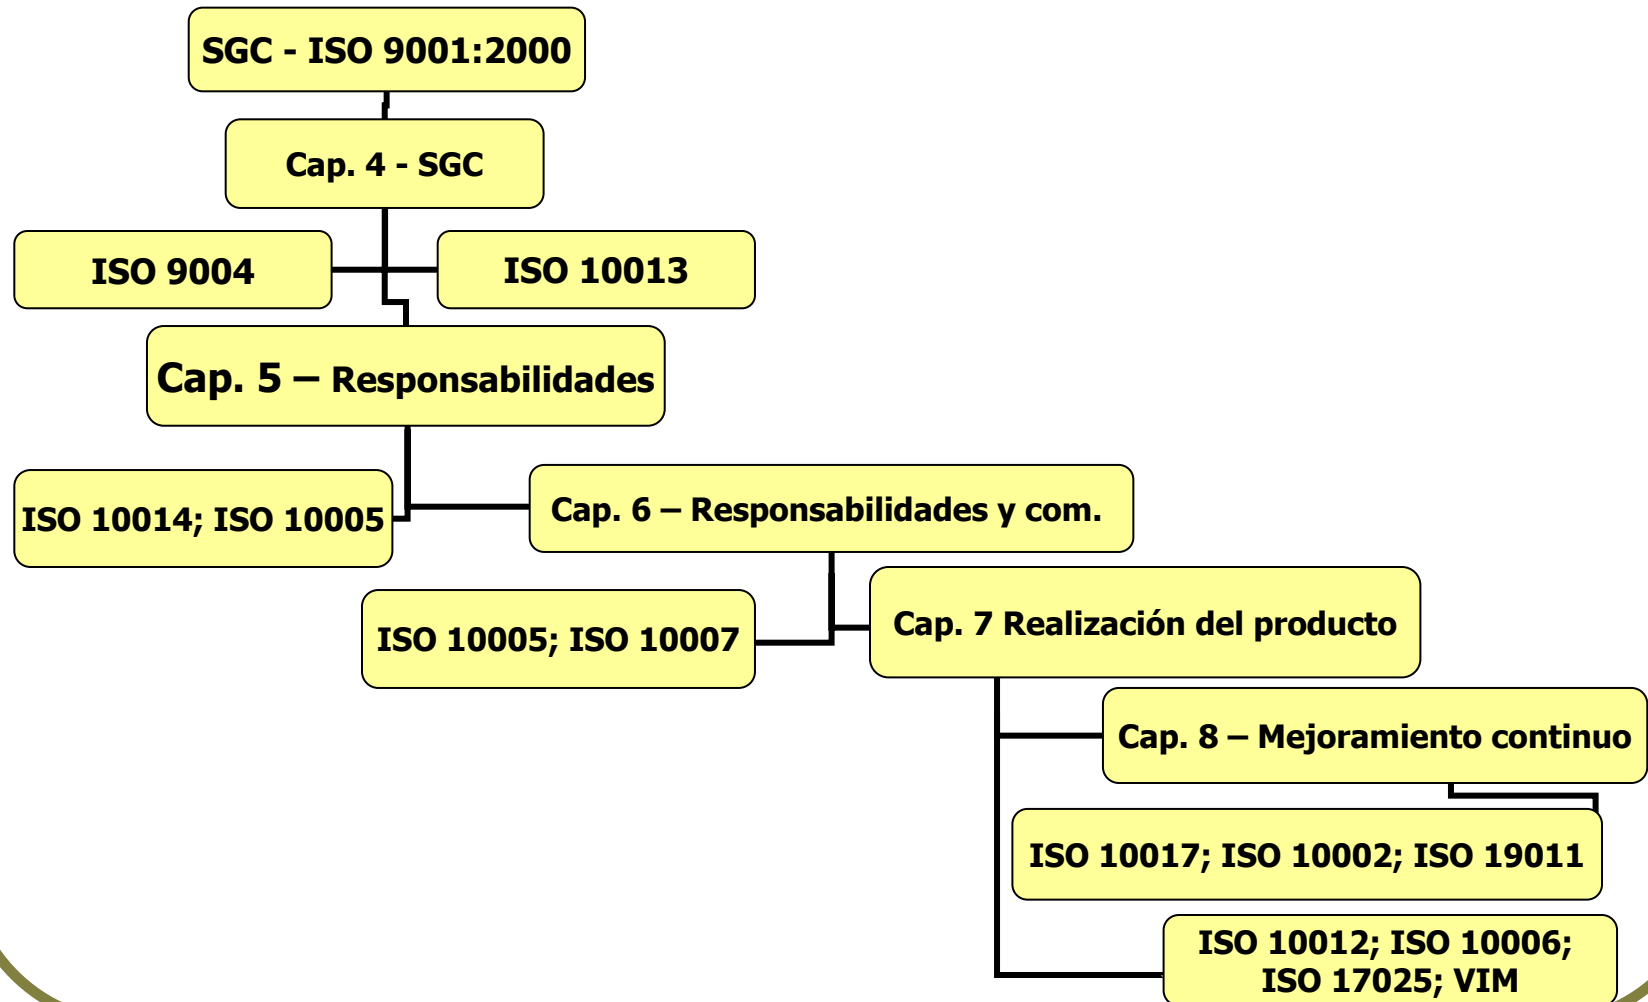 SGC - ISO 9001:2000
Cap. 4 - SGC
ISO 9004
ISO 10013
Cap. 5 – Responsabilidades
ISO 10014; ISO 10005
Cap. 6 – Responsabilidades y com.
ISO 10005; ISO 10007
Cap. 7 Realización del producto
Cap. 8 – Mejoramiento continuo
ISO 10017; ISO 10002; ISO 19011
ISO 10012; ISO 10006;
ISO 17025; VIM